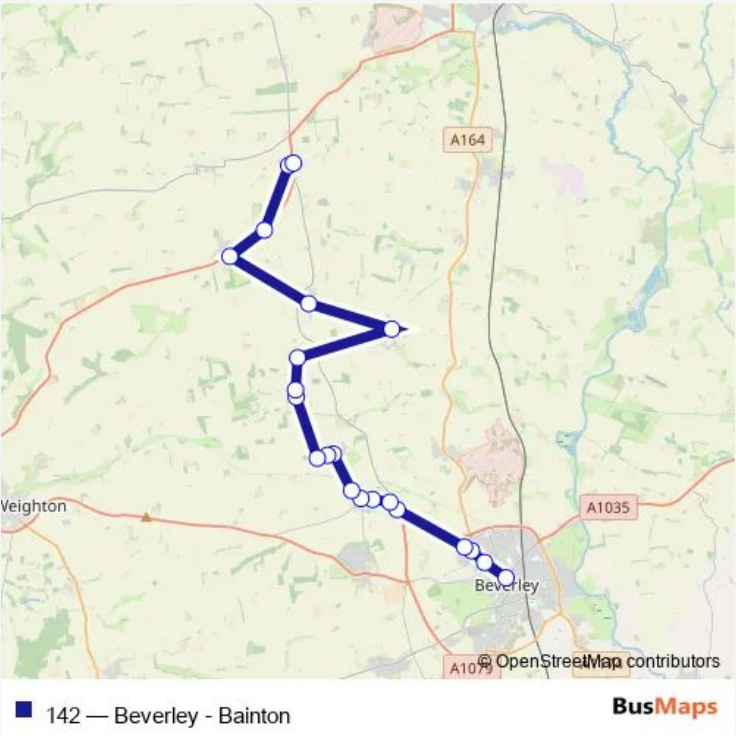 A164
Weighton
A1035
Beverley
A1079
© OpenStreetMap contributors
142 — Beverley - Bainton
BusMaps